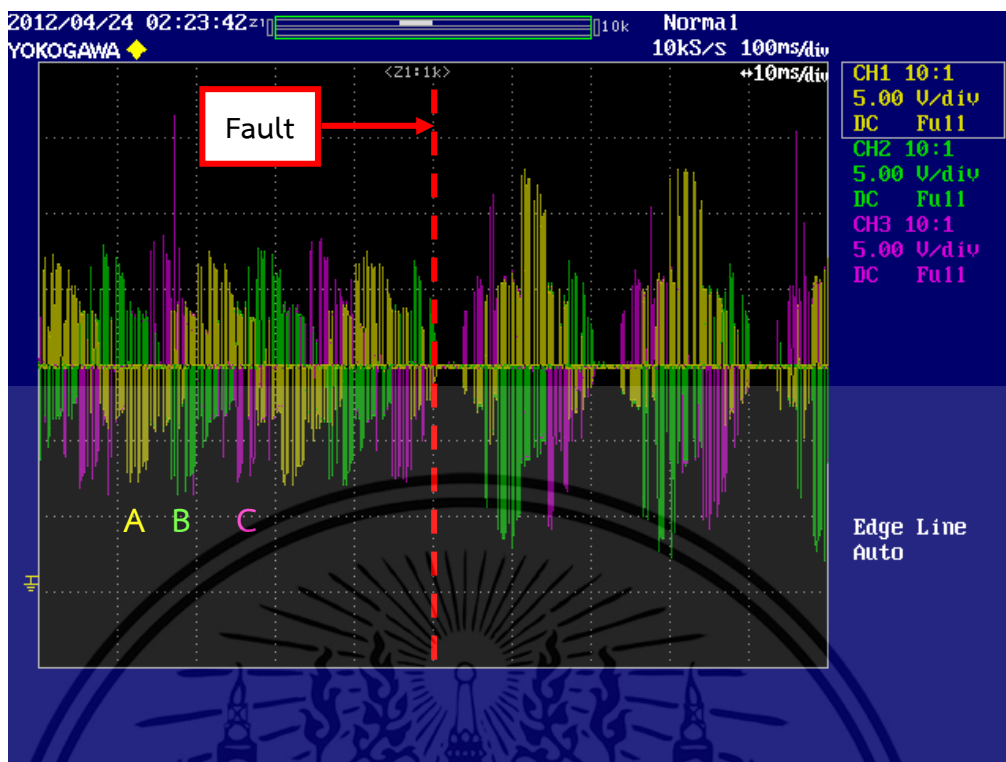 2012/04/24 02:23:42 Z1 10k Normal
YOKOGAWA 10kS/s 100ms/div
<Z1:1k> ↔10ms/div
CH1 10:1
5.00 V/div
DC Full
CH2 10:1
5.00 V/div
DC Full
CH3 10:1
5.00 V/div
DC Full
Fault
A B C
Edge Line
Auto